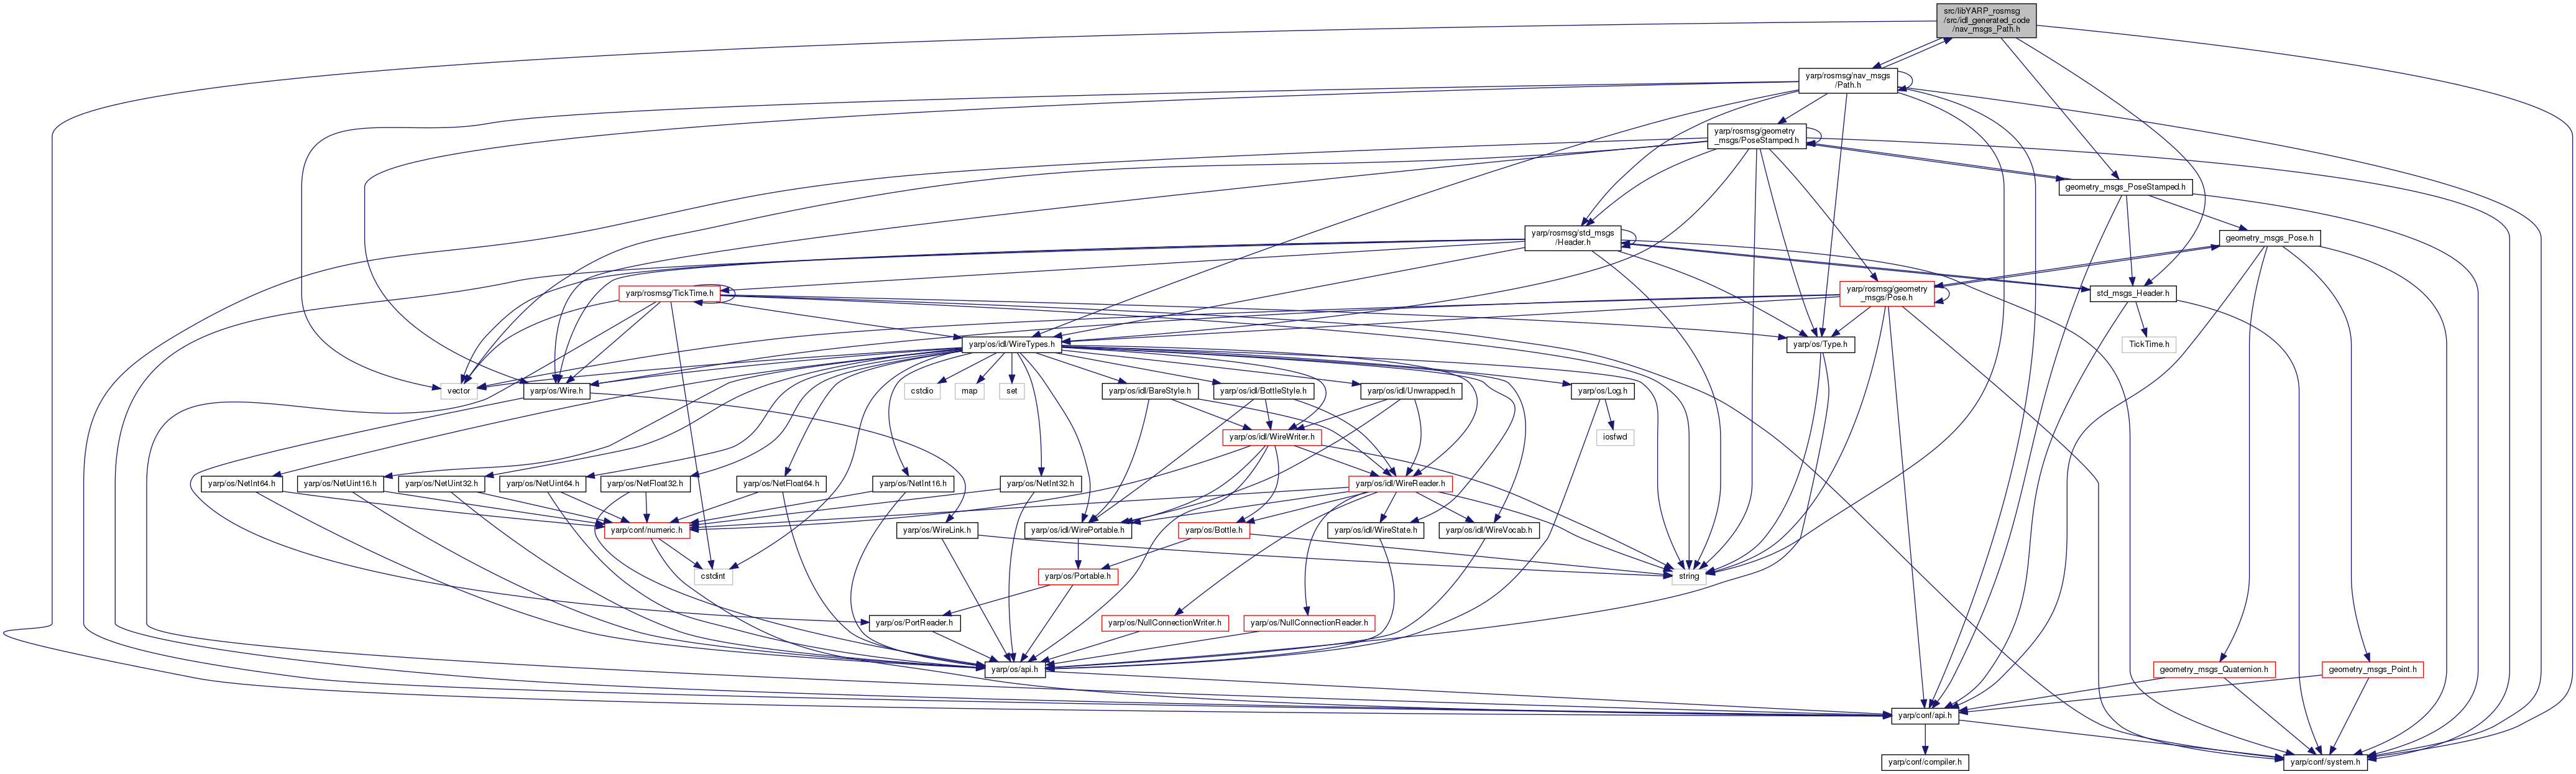 src/libYARP_rosmsg
/src/idl_generated_code
/nav_msgs_Path.h
yarp/rosmsg/nav_msgs
/Path.h
yarp/rosmsg/geometry
_msgs/PoseStamped.h
geometry_msgs_PoseStamped.h
yarp/rosmsg/std_msgs
/Header.h
geometry_msgs_Pose.h
yarp/rosmsg/TickTime.h
yarp/rosmsg/geometry
_msgs/Pose.h
std_msgs_Header.h
yarp/os/idl/WireTypes.h
yarp/os/Type.h
TickTime.h
vector
yarp/os/Wire.h
cstdio
map
set
yarp/os/idl/BareStyle.h
yarp/os/idl/BottleStyle.h
yarp/os/idl/Unwrapped.h
yarp/os/Log.h
yarp/os/idl/WireWriter.h
iosfwd
yarp/os/NetInt64.h
yarp/os/NetUint16.h
yarp/os/NetUint32.h
yarp/os/NetUint64.h
yarp/os/NetFloat32.h
yarp/os/NetFloat64.h
yarp/os/NetInt16.h
yarp/os/NetInt32.h
yarp/os/idl/WireReader.h
yarp/conf/numeric.h
yarp/os/WireLink.h
yarp/os/idl/WirePortable.h
yarp/os/Bottle.h
yarp/os/idl/WireState.h
yarp/os/idl/WireVocab.h
cstdint
yarp/os/Portable.h
string
yarp/os/PortReader.h
yarp/os/NullConnectionWriter.h
yarp/os/NullConnectionReader.h
yarp/os/api.h
geometry_msgs_Quaternion.h
geometry_msgs_Point.h
yarp/conf/api.h
yarp/conf/compiler.h
yarp/conf/system.h